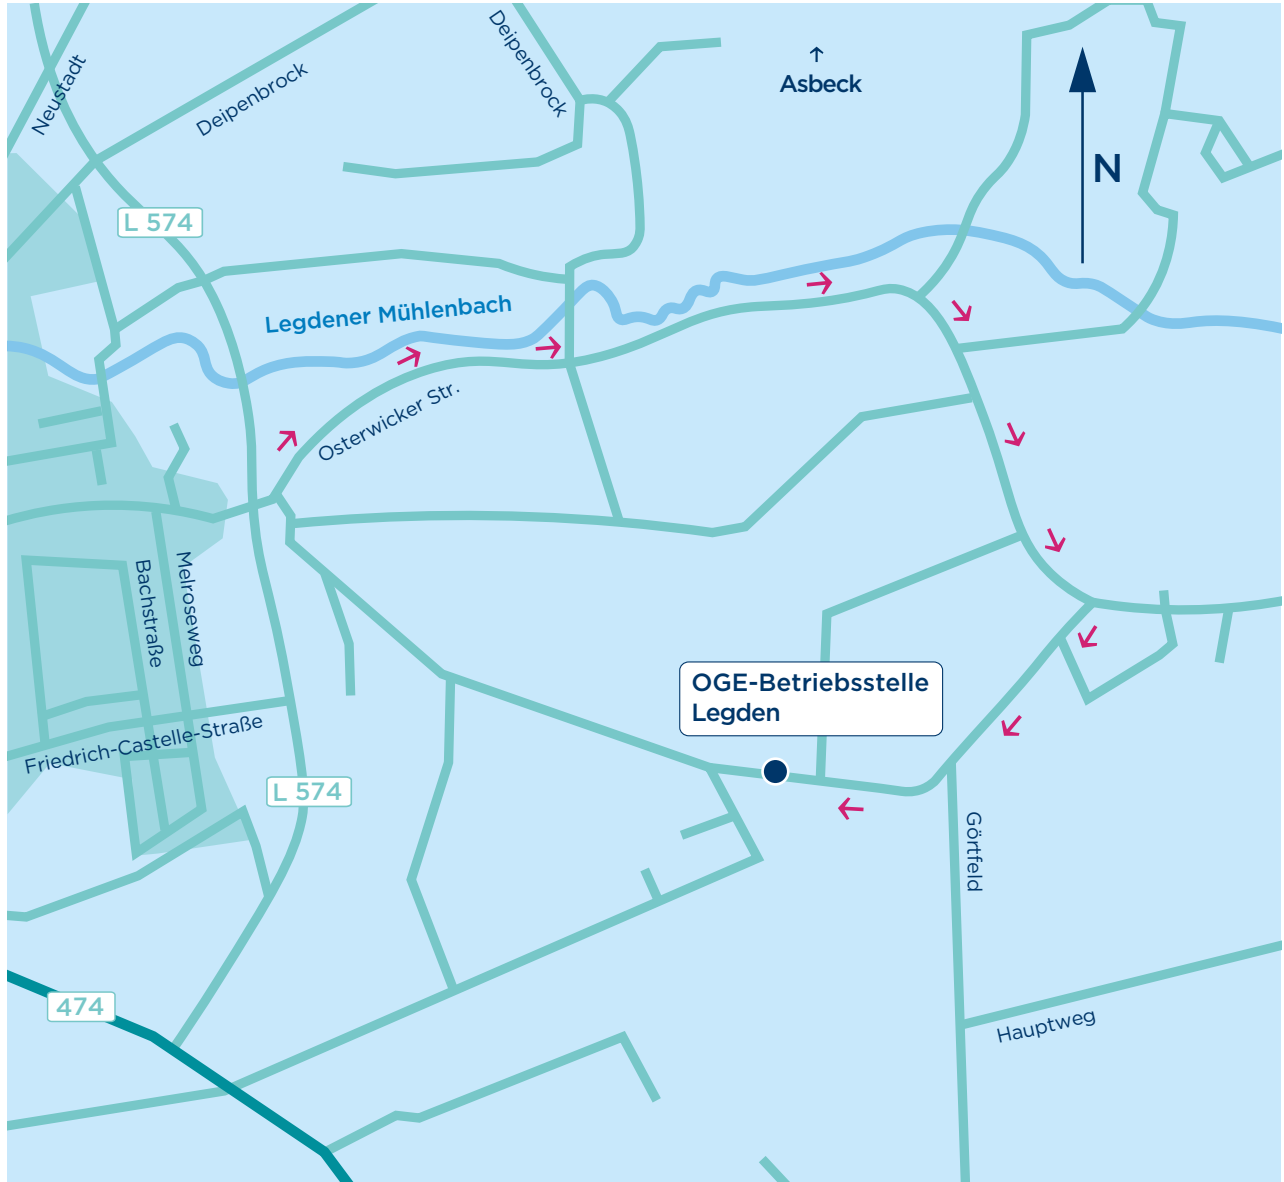 Deipenbrock
↑
Asbeck
Neustadt
Deipenbrock
N
L 574
Legdener Mühlenbach
Osterwicker Str.
Bachstraße
Melroseweg
OGE-Betriebsstelle
Legden
Friedrich-Castelle-Straße
L 574
Görtfeld
474
Hauptweg